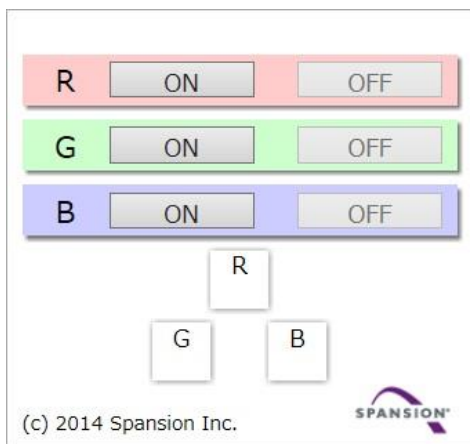 R ON OFF
G ON OFF
B ON OFF
R
G B
(c) 2014 Spansion Inc.
SPANSION®